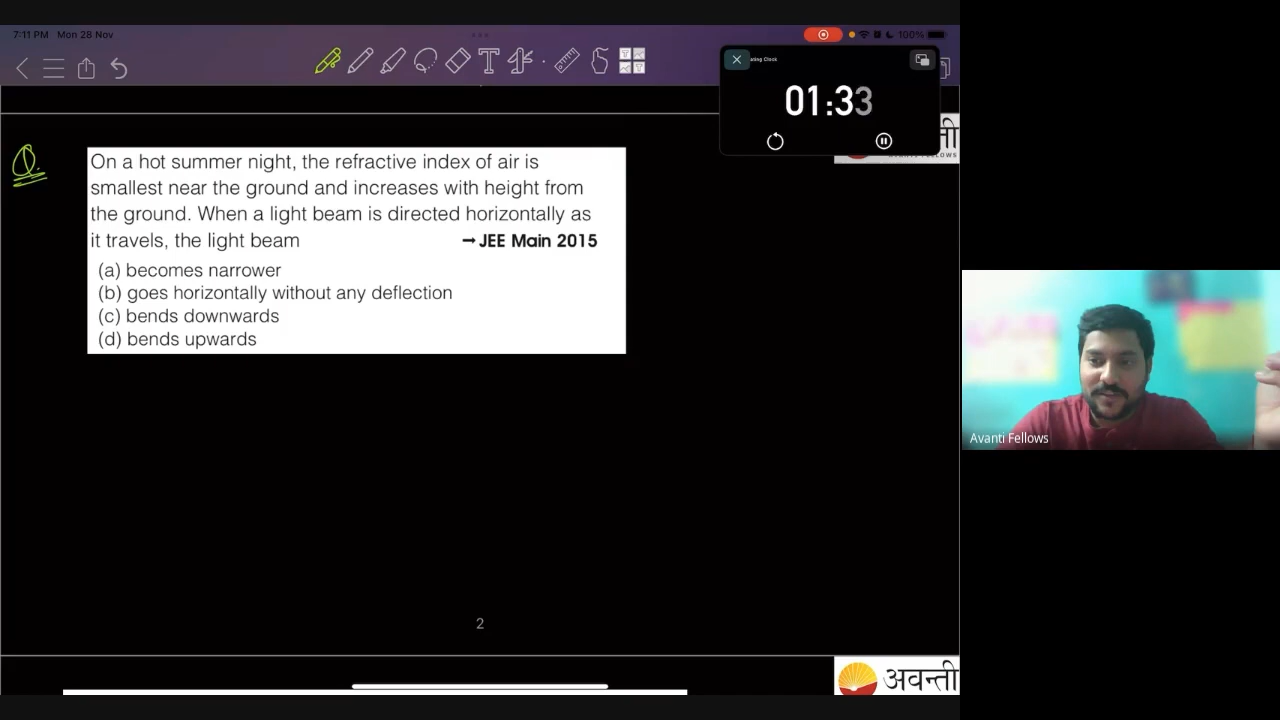 7:11 PM Mon 28 Nov
100%
ating Clock
01:33
Q.
On a hot summer night, the refractive index of air is
smallest near the ground and increases with height from
the ground. When a light beam is directed horizontally as
it travels, the light beam → JEE Main 2015
(a) becomes narrower
(b) goes horizontally without any deflection
(c) bends downwards
(d) bends upwards
Avanti Fellows
2
अवन्ती